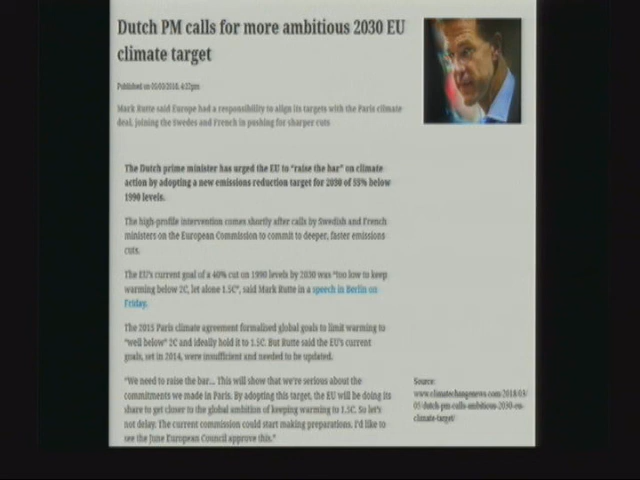 Dutch PM calls for more ambitious 2030 EU
climate target
Published on 05/03/2018, 4:22pm
Mark Rutte said Europe had a responsibility to align its targets with the Paris climate
deal, joining the Swedes and French in pushing for sharper cuts
The Dutch prime minister has urged the EU to "raise the bar" on climate
action by adopting a new emissions reduction target for 2030 of 55% below
1990 levels.
The high-profile intervention comes shortly after calls by Swedish and French
ministers on the European Commission to commit to deeper, faster emissions
cuts.
The EU's current goal of a 40% cut on 1990 levels by 2030 was "too low to keep
warming below 2C, let alone 1.5C", said Mark Rutte in a speech in Berlin on
Friday.
The 2015 Paris climate agreement formalised global goals to limit warming to
"well below" 2C and ideally hold it to 1.5C. But Rutte said the EU's current
goals, set in 2014, were insufficient and needed to be updated.
"We need to raise the bar... This will show that we're serious about the
commitments we made in Paris. By adopting this target, the EU will be doing its
share to get closer to the global ambition of keeping warming to 1.5C. So let's
not delay. The current commission could start making preparations. I'd like to
see the June European Council approve this."
Source:
www.climatechangenews.com/2018/03/
05/dutch-pm-calls-ambitious-2030-eu-
climate-target/